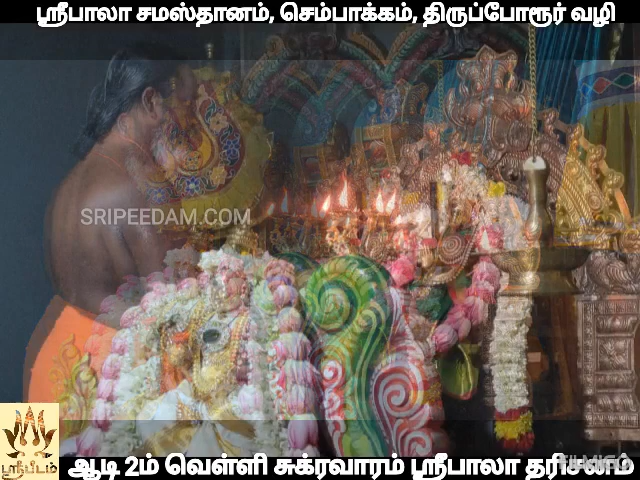 ஸ்ரீபாலா சமஸ்தானம், செம்பாக்கம், திருப்போரூர் வழி
SRIPEEDAM.COM
ஸ்ரீபீடம்
ஆடி 2ம் வெள்ளி சுக்ரவாரம் ஸ்ரீபாலா தரிசனம்